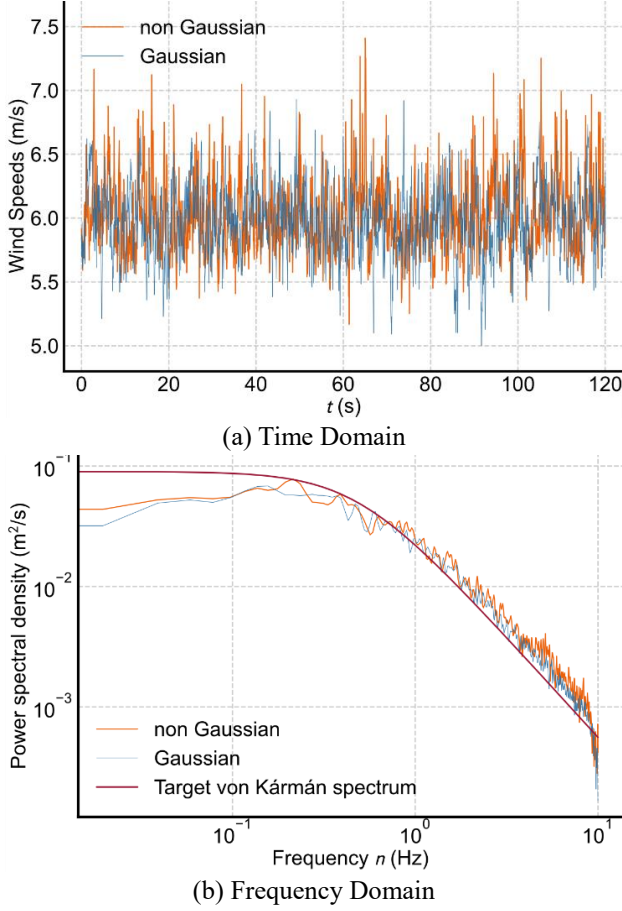 7.5
7.0
6.5
6.0
5.5
5.0
Wind Speeds (m/s)
non Gaussian
Gaussian
0
20
40
60
80
100
120
t (s)
(a) Time Domain
10⁻¹
10⁻²
10⁻³
Power spectral density (m²/s)
non Gaussian
Gaussian
Target von Kármán spectrum
10⁻¹
10⁰
10¹
Frequency n (Hz)
(b) Frequency Domain